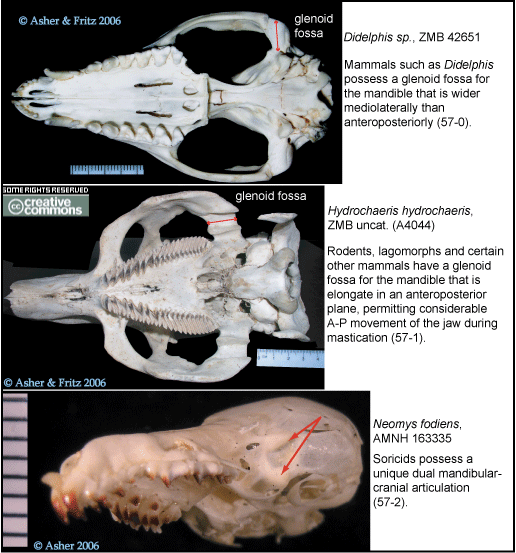 © Asher & Fritz 2006
glenoid
fossa
Didelphis sp., ZMB 42651
Mammals such as Didelphis
possess a glenoid fossa for
the mandible that is wider
mediolaterally than
anteroposteriorly (57-0).
SOME RIGHTS RESERVED
cc creative
commons
glenoid fossa
Hydrochaeris hydrochaeris,
ZMB uncat. (A4044)
Rodents, lagomorphs and certain
other mammals have a glenoid
fossa for the mandible that is
elongate in an anteroposterior
plane, permitting considerable
A-P movement of the jaw during
mastication (57-1).
© Asher & Fritz 2006
Neomys fodiens,
AMNH 163335
Soricids possess a
unique dual mandibular-
cranial articulation
(57-2).
© Asher 2006